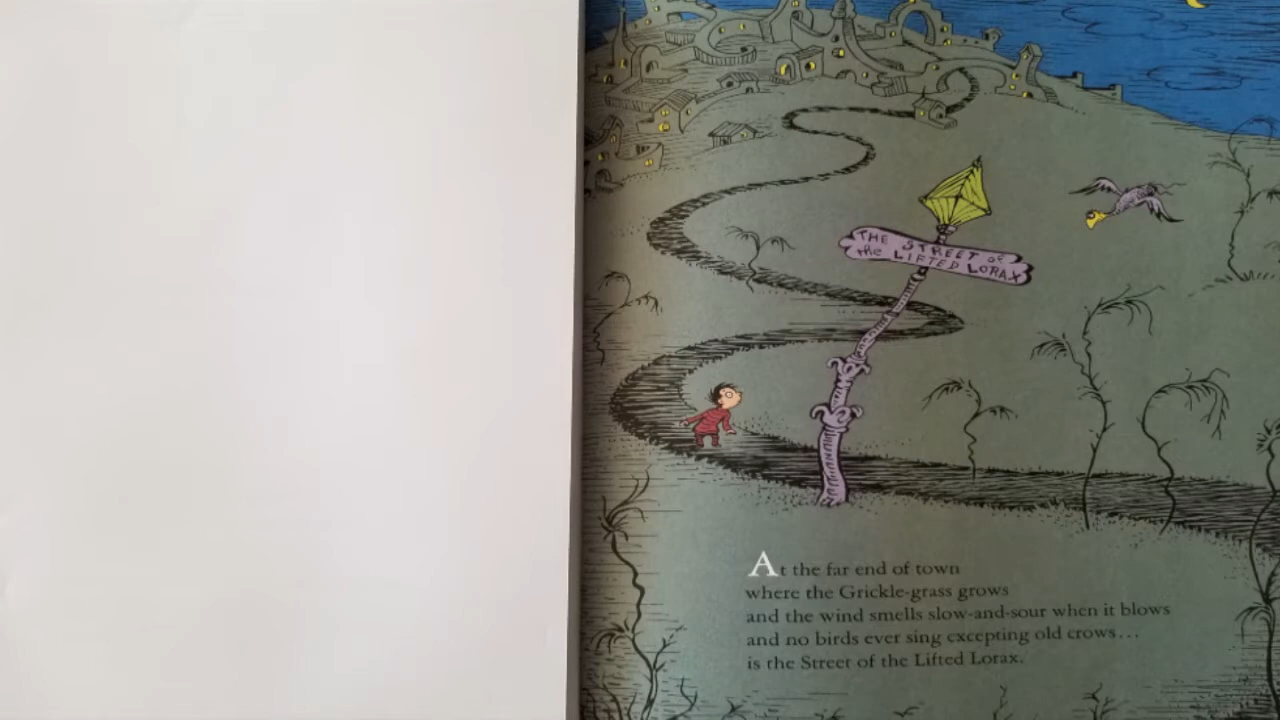 THE STREET of
the LIFTED LORAX
At the far end of town
where the Grickle-grass grows
and the wind smells slow-and-sour when it blows
and no birds ever sing excepting old crows...
is the Street of the Lifted Lorax.